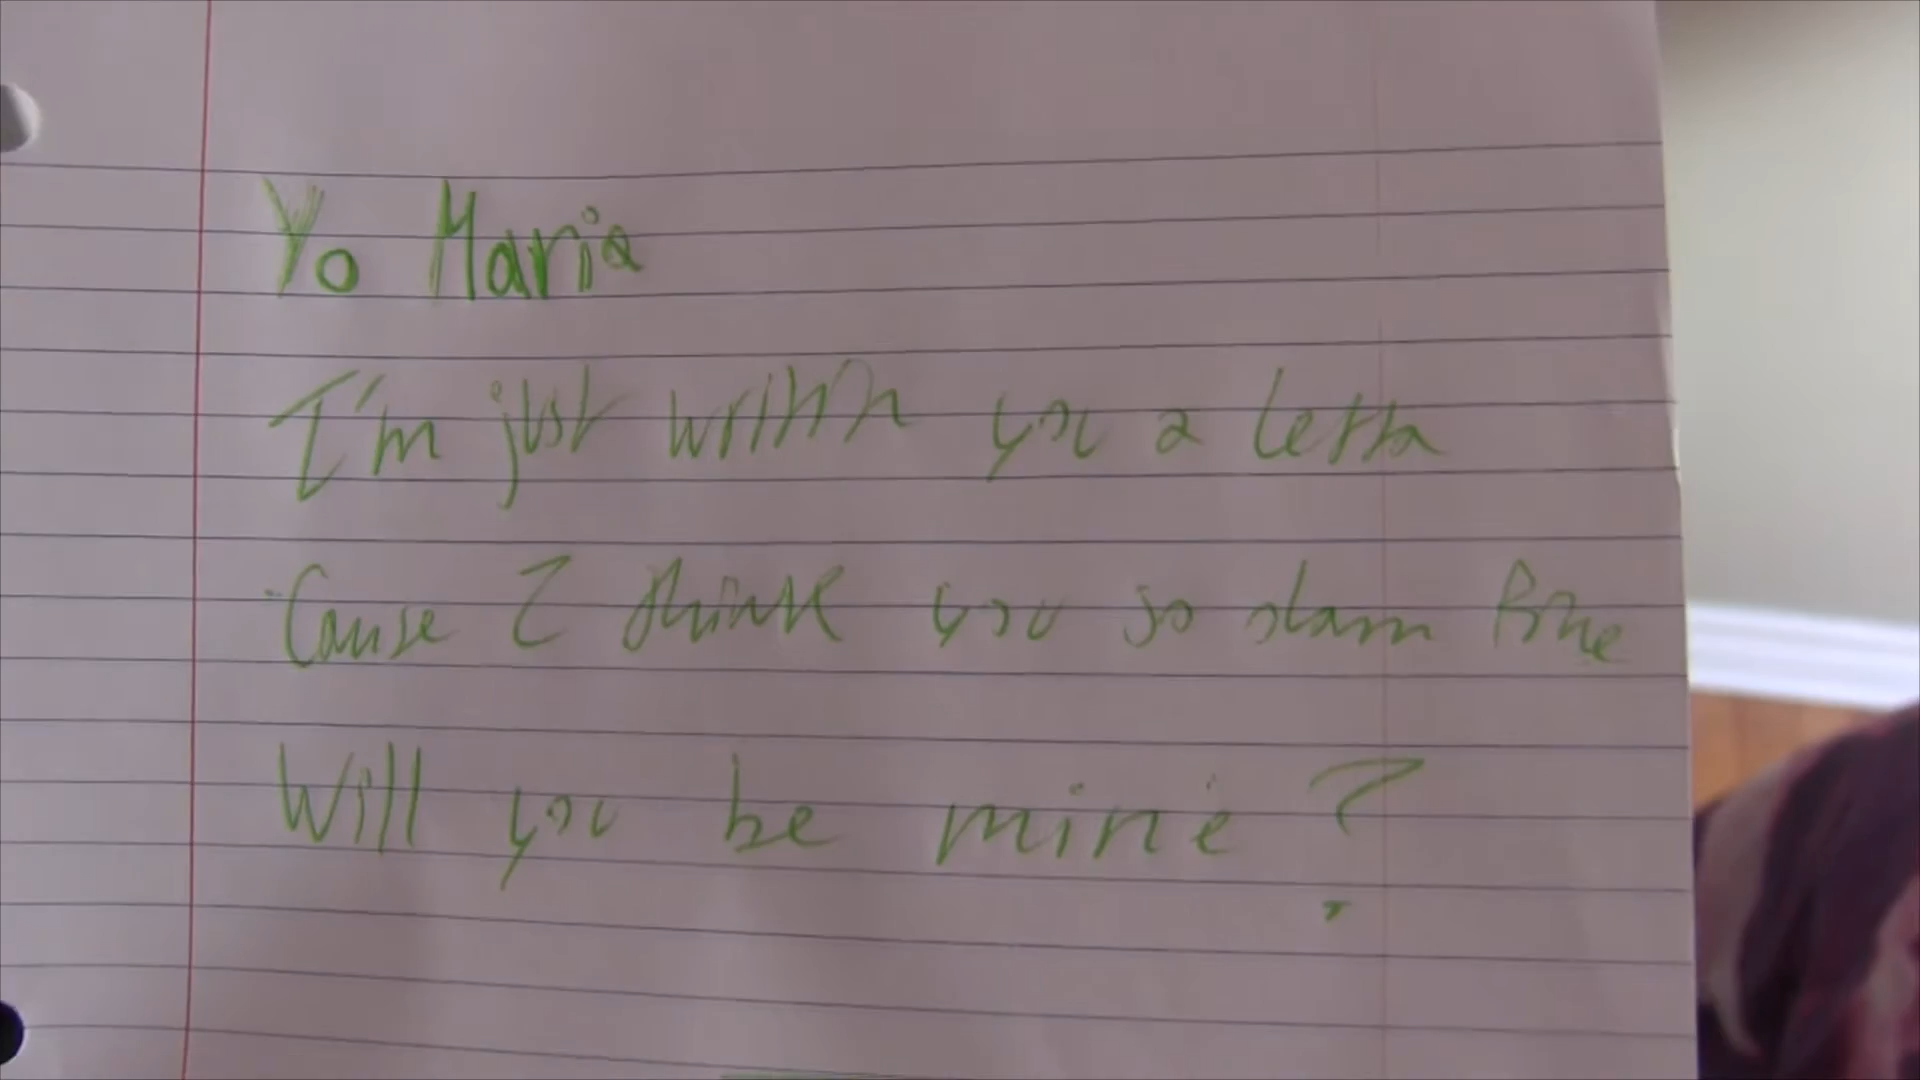 Yo Maria
I'm just writin you a letta
'Cause I think you so damn fine
Will you be mine?